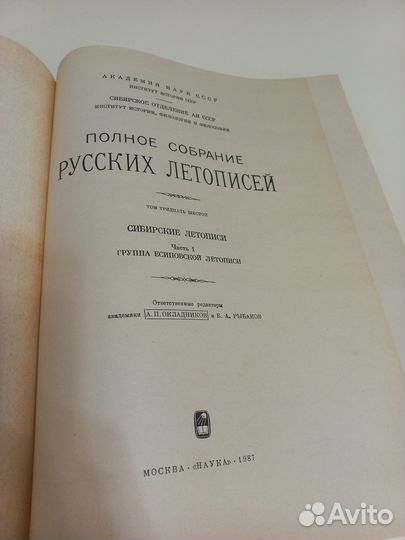 АКАДЕМИЯ НАУК СССР
ИНСТИТУТ ИСТОРИИ СССР
СИБИРСКОЕ ОТДЕЛЕНИЕ АН СССР
ИНСТИТУТ ИСТОРИИ, ФИЛОЛОГИИ И ФИЛОСОФИИ
ПОЛНОЕ СОБРАНИЕ
РУССКИХ ЛЕТОПИСЕЙ
ТОМ ТРИДЦАТЬ ШЕСТОЙ
СИБИРСКИЕ ЛЕТОПИСИ
Часть 1
ГРУППА ЕСИПОВСКОЙ ЛЕТОПИСИ
Ответственные редакторы
академики А. П. ОКЛАДНИКОВ и Б. А. РЫБАКОВ
МОСКВА · «НАУКА» · 1987
Avito